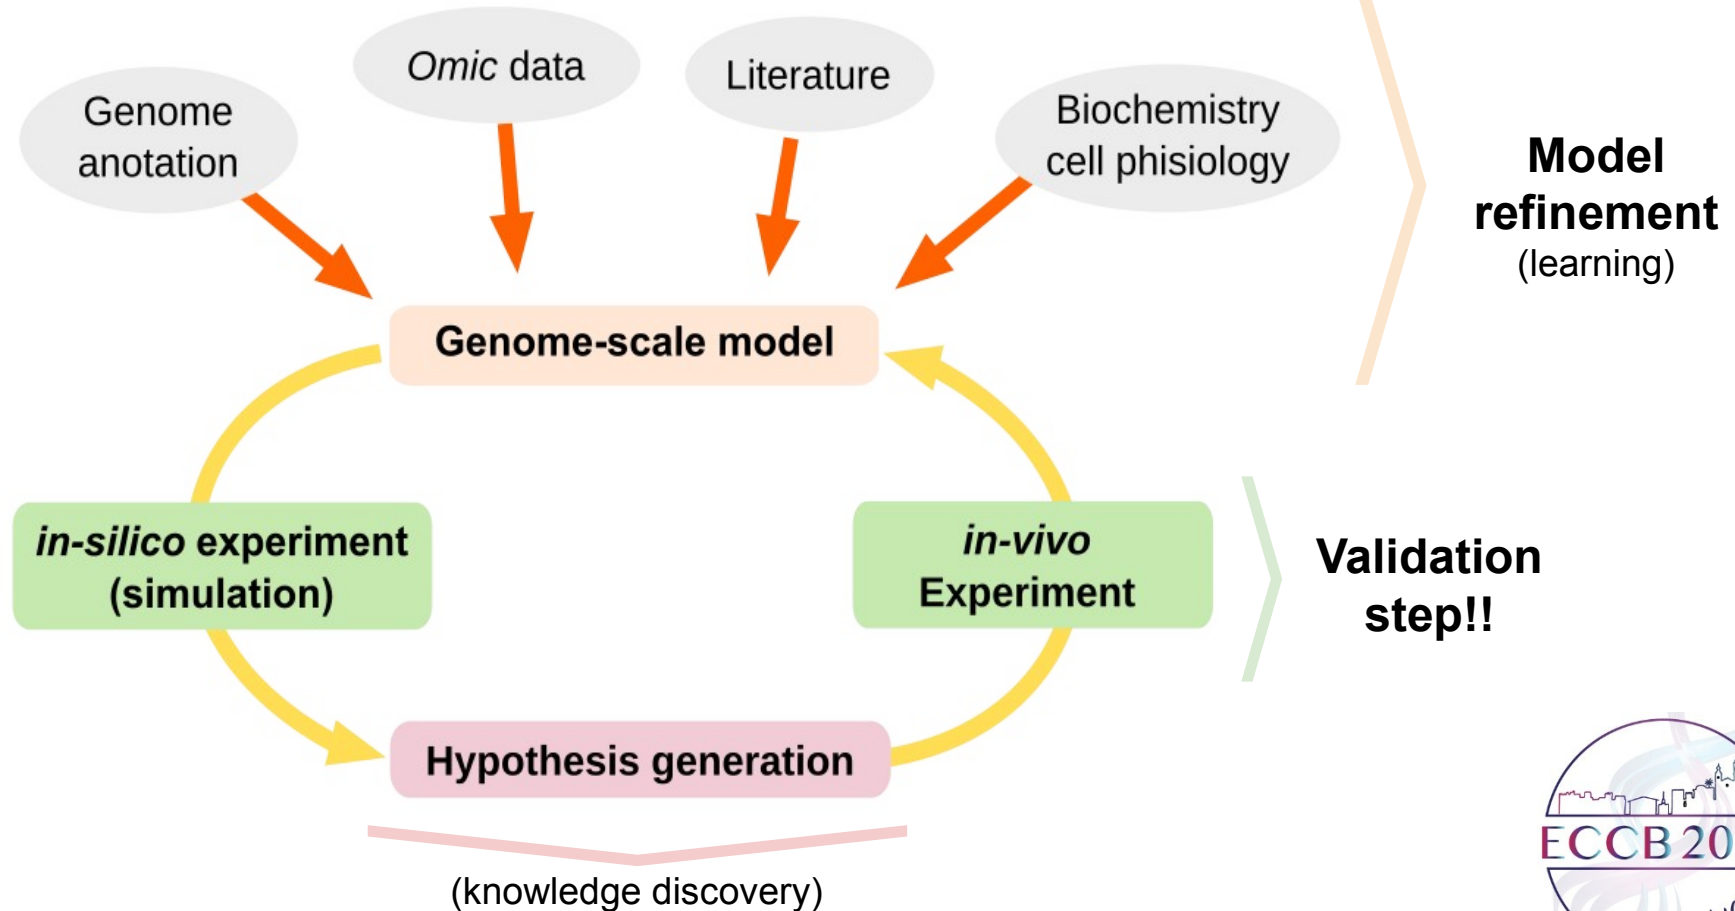 Omic data
Literature
Genome
anotation
Biochemistry
cell phisiology
Model
refinement
(learning)
Genome-scale model
in-silico experiment
(simulation)
in-vivo
Experiment
Validation
step!!
Hypothesis generation
(knowledge discovery)
ECCB 20